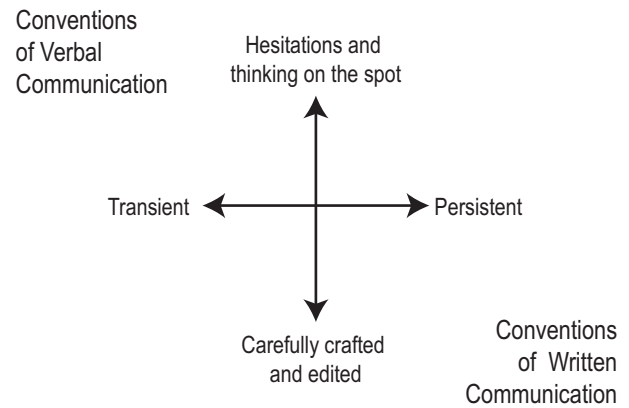 Conventions
of Verbal
Communication
Hesitations and
thinking on the spot
Transient
Persistent
Carefully crafted
and edited
Conventions
of Written
Communication